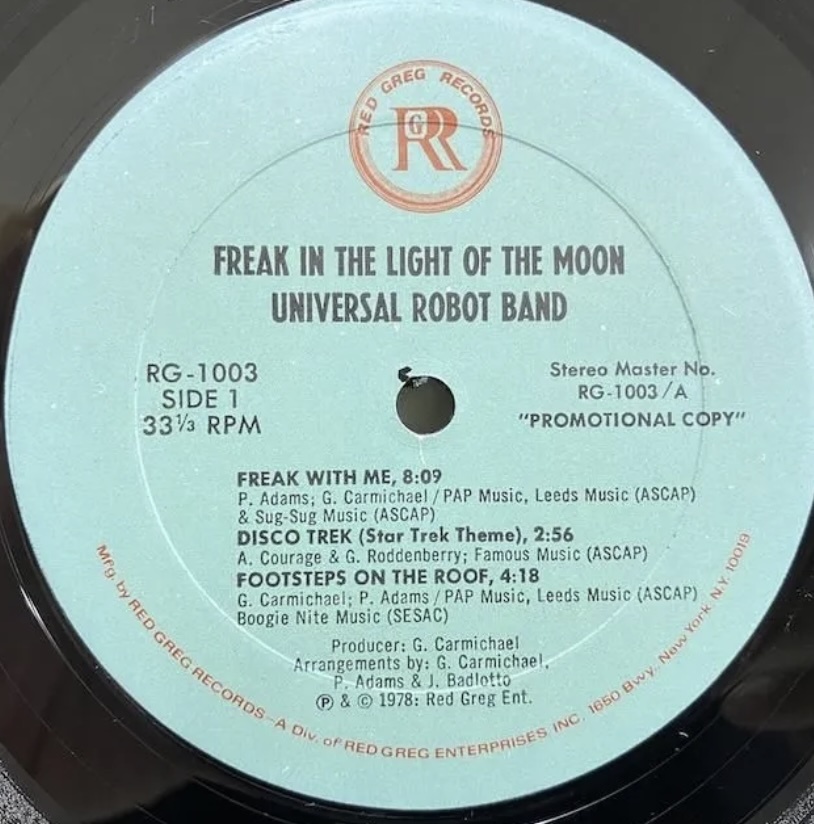 RED GREG RECORDS
RGR
FREAK IN THE LIGHT OF THE MOON
UNIVERSAL ROBOT BAND
RG-1003
SIDE 1
33⅓ RPM
Stereo Master No.
RG-1003/A
"PROMOTIONAL COPY"
FREAK WITH ME, 8:09
P. Adams; G. Carmichael/PAP Music, Leeds Music (ASCAP)
& Sug-Sug Music (ASCAP)
DISCO TREK (Star Trek Theme), 2:56
A. Courage & G. Roddenberry; Famous Music (ASCAP)
FOOTSTEPS ON THE ROOF, 4:18
G. Carmichael; P. Adams/PAP Music, Leeds Music (ASCAP)
Boogie Nite Music (SESAC)
Producer: G. Carmichael
Arrangements by: G. Carmichael,
P. Adams & J. Badlotto
Ⓟ & © 1978: Red Greg Ent.
Mfg. by RED GREG RECORDS-A Div. of RED GREG ENTERPRISES INC. 1650 Bwy. New York N.Y. 10019